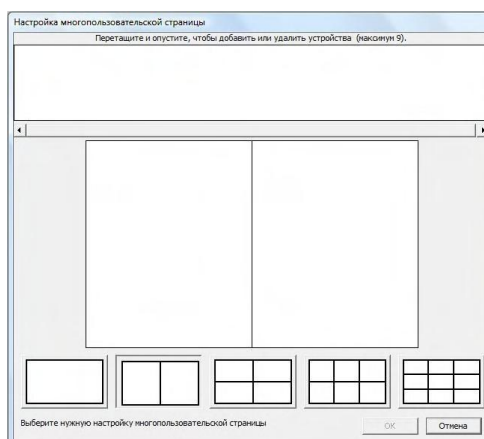 Настройка многопользовательской страницы
Перетащите и опустите, чтобы добавить или удалить устройства (максимум 9).
Выберите нужную настройку многопользовательской страницы
OK
Отмена